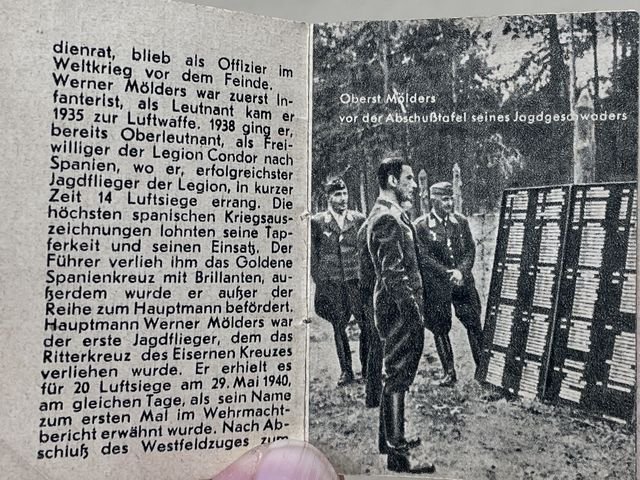 dienrat, blieb als Offizier im
Weltkrieg vor dem Feinde.
Werner Mölders war zuerst In-
fanterist, als Leutnant kam er
1935 zur Luftwaffe. 1938 ging er,
bereits Oberleutnant, als Frei-
williger der Legion Condor nach
Spanien, wo er, erfolgreichster
Jagdflieger der Legion, in kurzer
Zeit 14 Luftsiege errang. Die
höchsten spanischen Kriegsaus-
zeichnungen lohnten seine Tap-
ferkeit und seinen Einsatz. Der
Führer verlieh ihm das Goldene
Spanienkreuz mit Brillanten, au-
ßerdem wurde er außer der
Reihe zum Hauptmann befördert.
Hauptmann Werner Mölders war
der erste Jagdflieger, dem das
Ritterkreuz des Eisernen Kreuzes
verliehen wurde. Er erhielt es
für 20 Luftsiege am 29. Mai 1940,
am gleichen Tage, als sein Name
zum ersten Mal im Wehrmacht-
bericht erwähnt wurde. Nach Ab-
schluß des Westfeldzuges zum
Oberst Mölders
vor der Abschußtafel seines Jagdgeschwaders